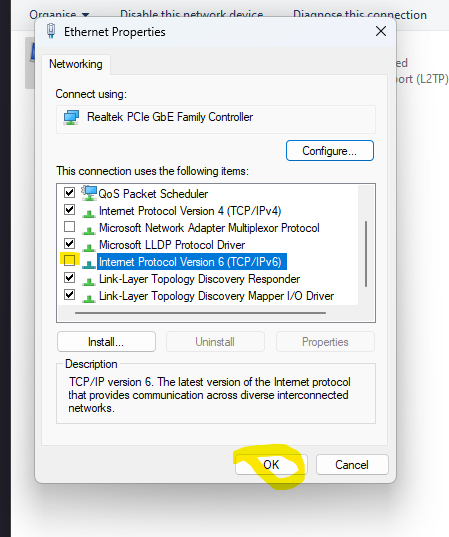 Organise
Disable this network device
Diagnose this connection
Ethernet Properties
ed
port (L2TP)
Networking
Connect using:
Realtek PCIe GbE Family Controller
Configure...
This connection uses the following items:
QoS Packet Scheduler
Internet Protocol Version 4 (TCP/IPv4)
Microsoft Network Adapter Multiplexor Protocol
Microsoft LLDP Protocol Driver
Internet Protocol Version 6 (TCP/IPv6)
Link-Layer Topology Discovery Responder
Link-Layer Topology Discovery Mapper I/O Driver
Install...
Uninstall
Properties
Description
TCP/IP version 6. The latest version of the Internet protocol
that provides communication across diverse interconnected
networks.
OK
Cancel